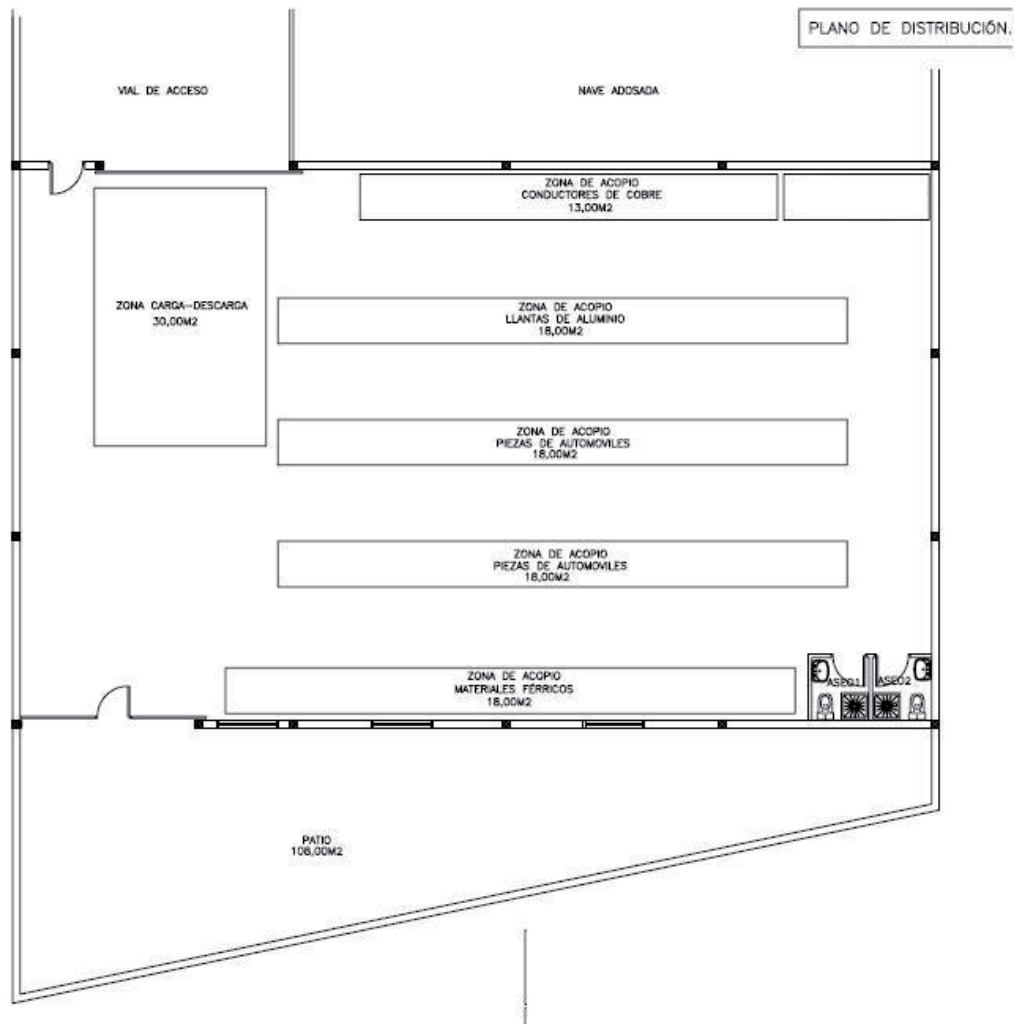 PLANO DE DISTRIBUCIÓN.
VIAL DE ACCESO
NAVE ADOSADA
ZONA DE ACOPIO
CONDUCTORES DE COBRE
13,00M2
ZONA CARGA-DESCARGA
30,00M2
ZONA DE ACOPIO
LLANTAS DE ALUMINIO
18,00M2
ZONA DE ACOPIO
PIEZAS DE AUTOMOVILES
18,00M2
ZONA DE ACOPIO
PIEZAS DE AUTOMOVILES
18,00M2
ZONA DE ACOPIO
MATERIALES FÉRRICOS
18,00M2
ASEO1
ASEO2
PATIO
108,00M2